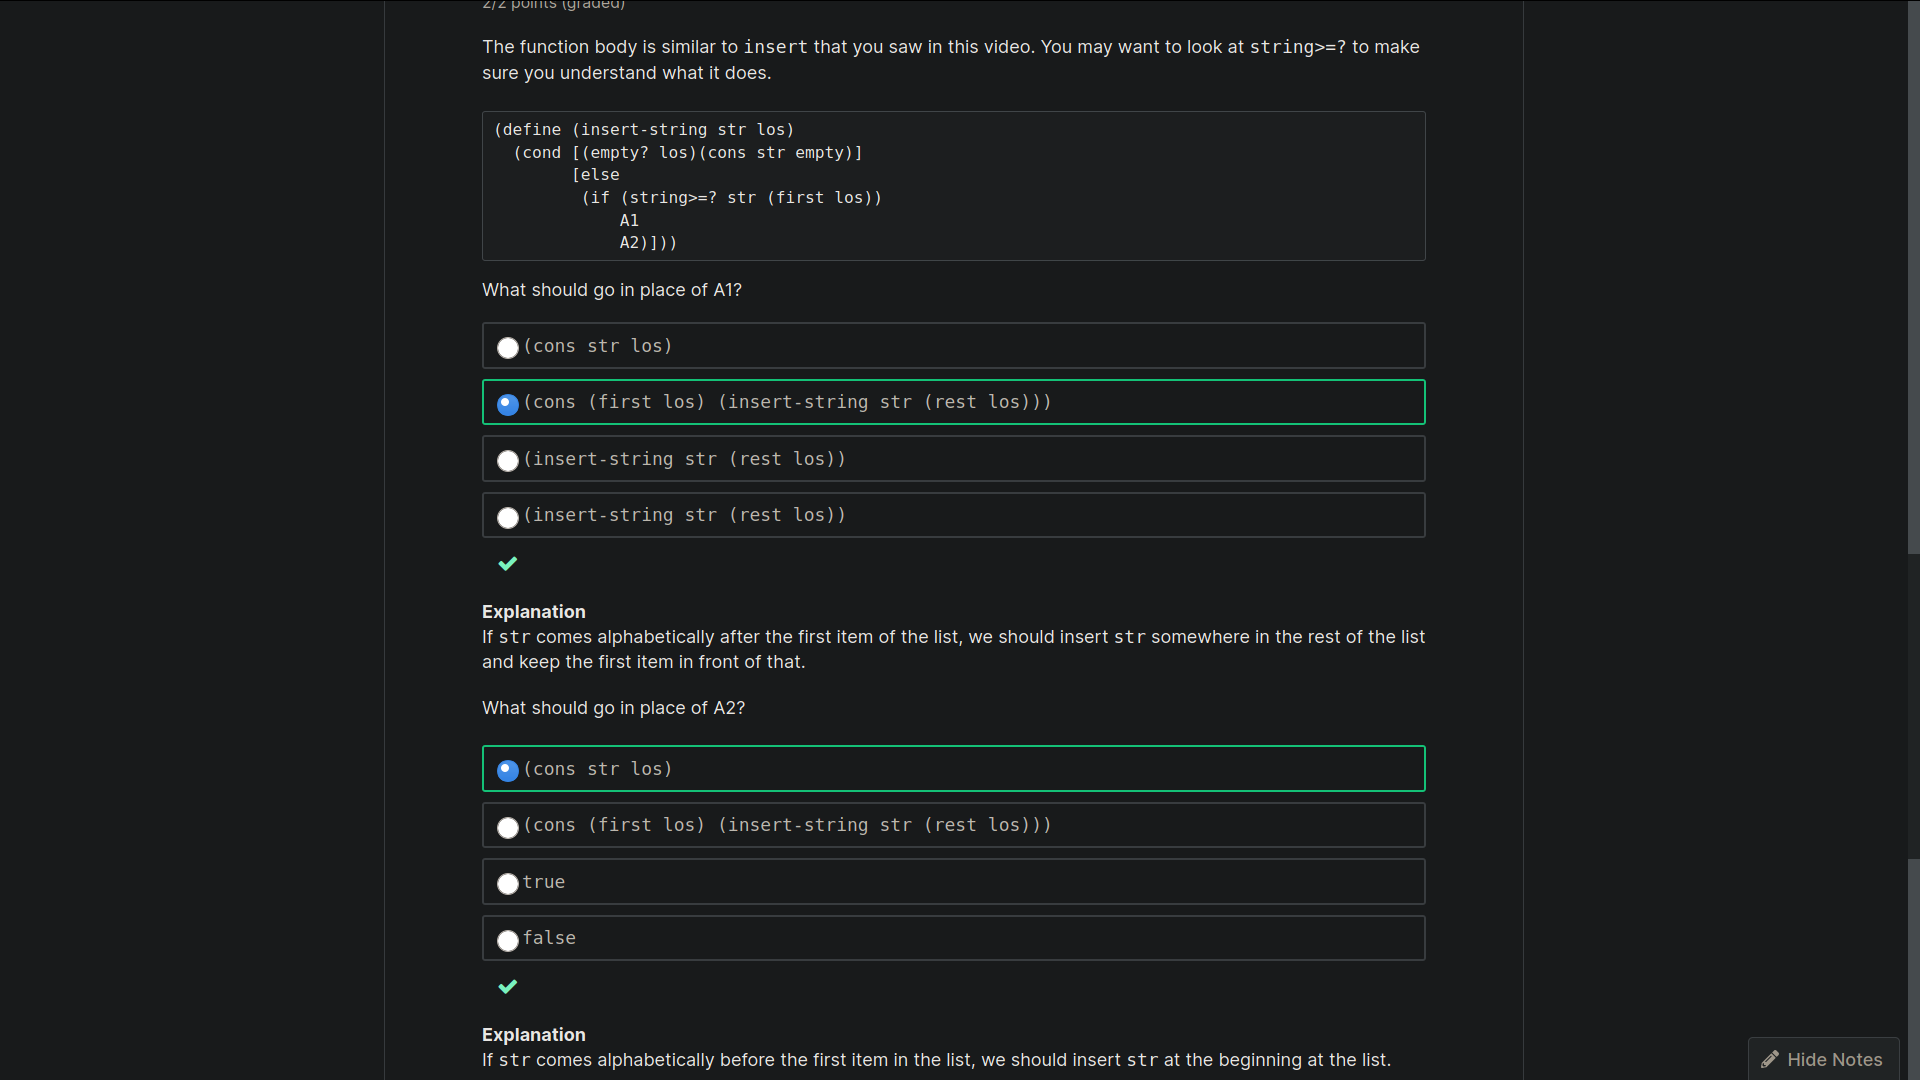 2/2 points (graded)
The function body is similar to insert that you saw in this video. You may want to look at string>=? to make
sure you understand what it does.
(define (insert-string str los)
  (cond [(empty? los)(cons str empty)]
        [else
         (if (string>=? str (first los))
             A1
             A2)]))
What should go in place of A1?
(cons str los)
(cons (first los) (insert-string str (rest los)))
(insert-string str (rest los))
(insert-string str (rest los))
Explanation
If str comes alphabetically after the first item of the list, we should insert str somewhere in the rest of the list
and keep the first item in front of that.
What should go in place of A2?
(cons str los)
(cons (first los) (insert-string str (rest los)))
true
false
Explanation
If str comes alphabetically before the first item in the list, we should insert str at the beginning at the list.
Hide Notes